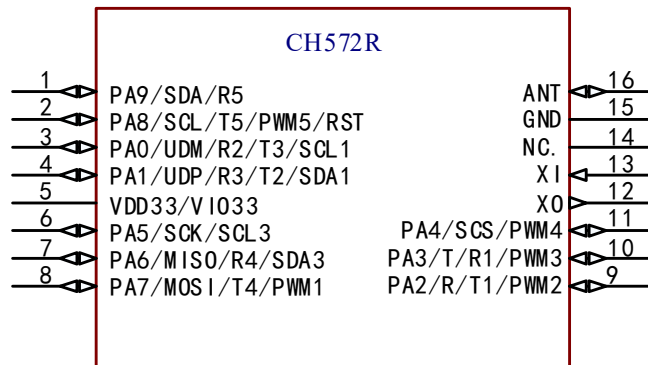 CH572R
1 PA9/SDA/R5
2 PA8/SCL/T5/PWM5/RST
3 PA0/UDM/R2/T3/SCL1
4 PA1/UDP/R3/T2/SDA1
5 VDD33/VIO33
6 PA5/SCK/SCL3
7 PA6/MISO/R4/SDA3
8 PA7/MOSI/T4/PWM1
ANT 16
GND 15
NC. 14
XI 13
XO 12
PA4/SCS/PWM4 11
PA3/T/R1/PWM3 10
PA2/R/T1/PWM2 9